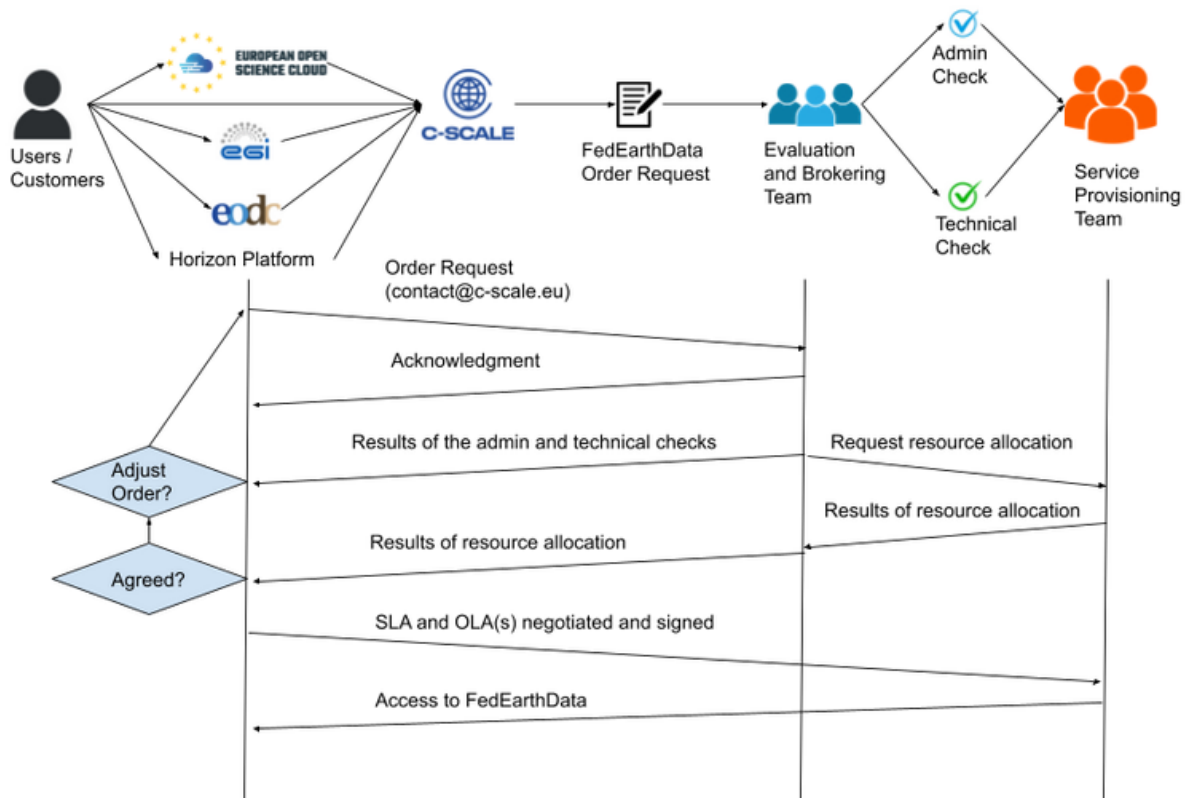 EUROPEAN OPEN
SCIENCE CLOUD
Users /
Customers
egi
eodc
Horizon Platform
C-SCALE
FedEarthData
Order Request
Evaluation
and Brokering
Team
Admin
Check
Technical
Check
Service
Provisioning
Team
Order Request
(contact@c-scale.eu)
Acknowledgment
Results of the admin and technical checks
Request resource allocation
Adjust
Order?
Results of resource allocation
Results of resource allocation
Agreed?
SLA and OLA(s) negotiated and signed
Access to FedEarthData